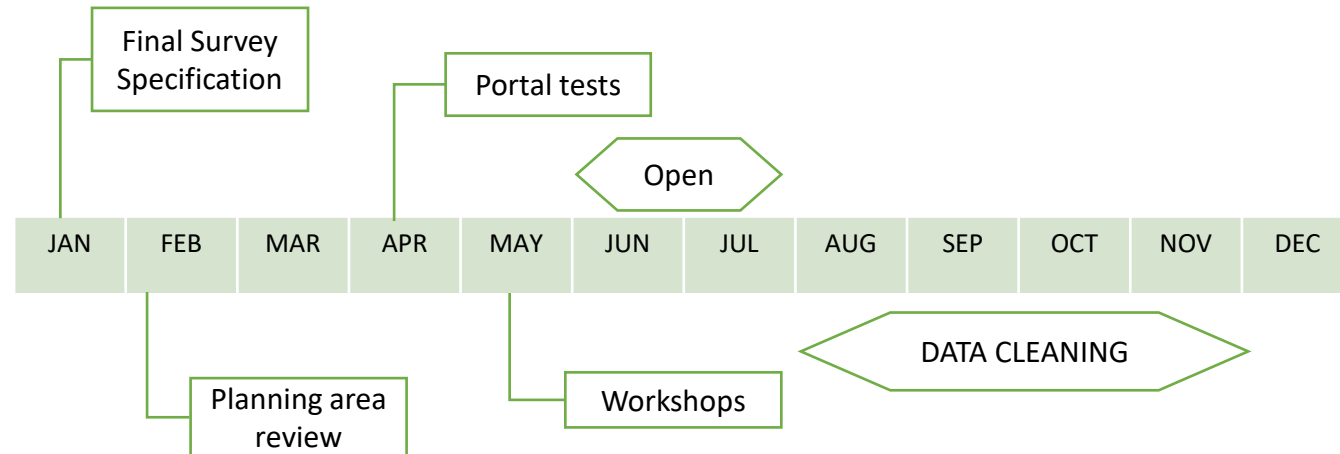 Final Survey
Specification
Portal tests
Open
JAN FEB MAR APR MAY JUN JUL AUG SEP OCT NOV DEC
DATA CLEANING
Planning area
review
Workshops